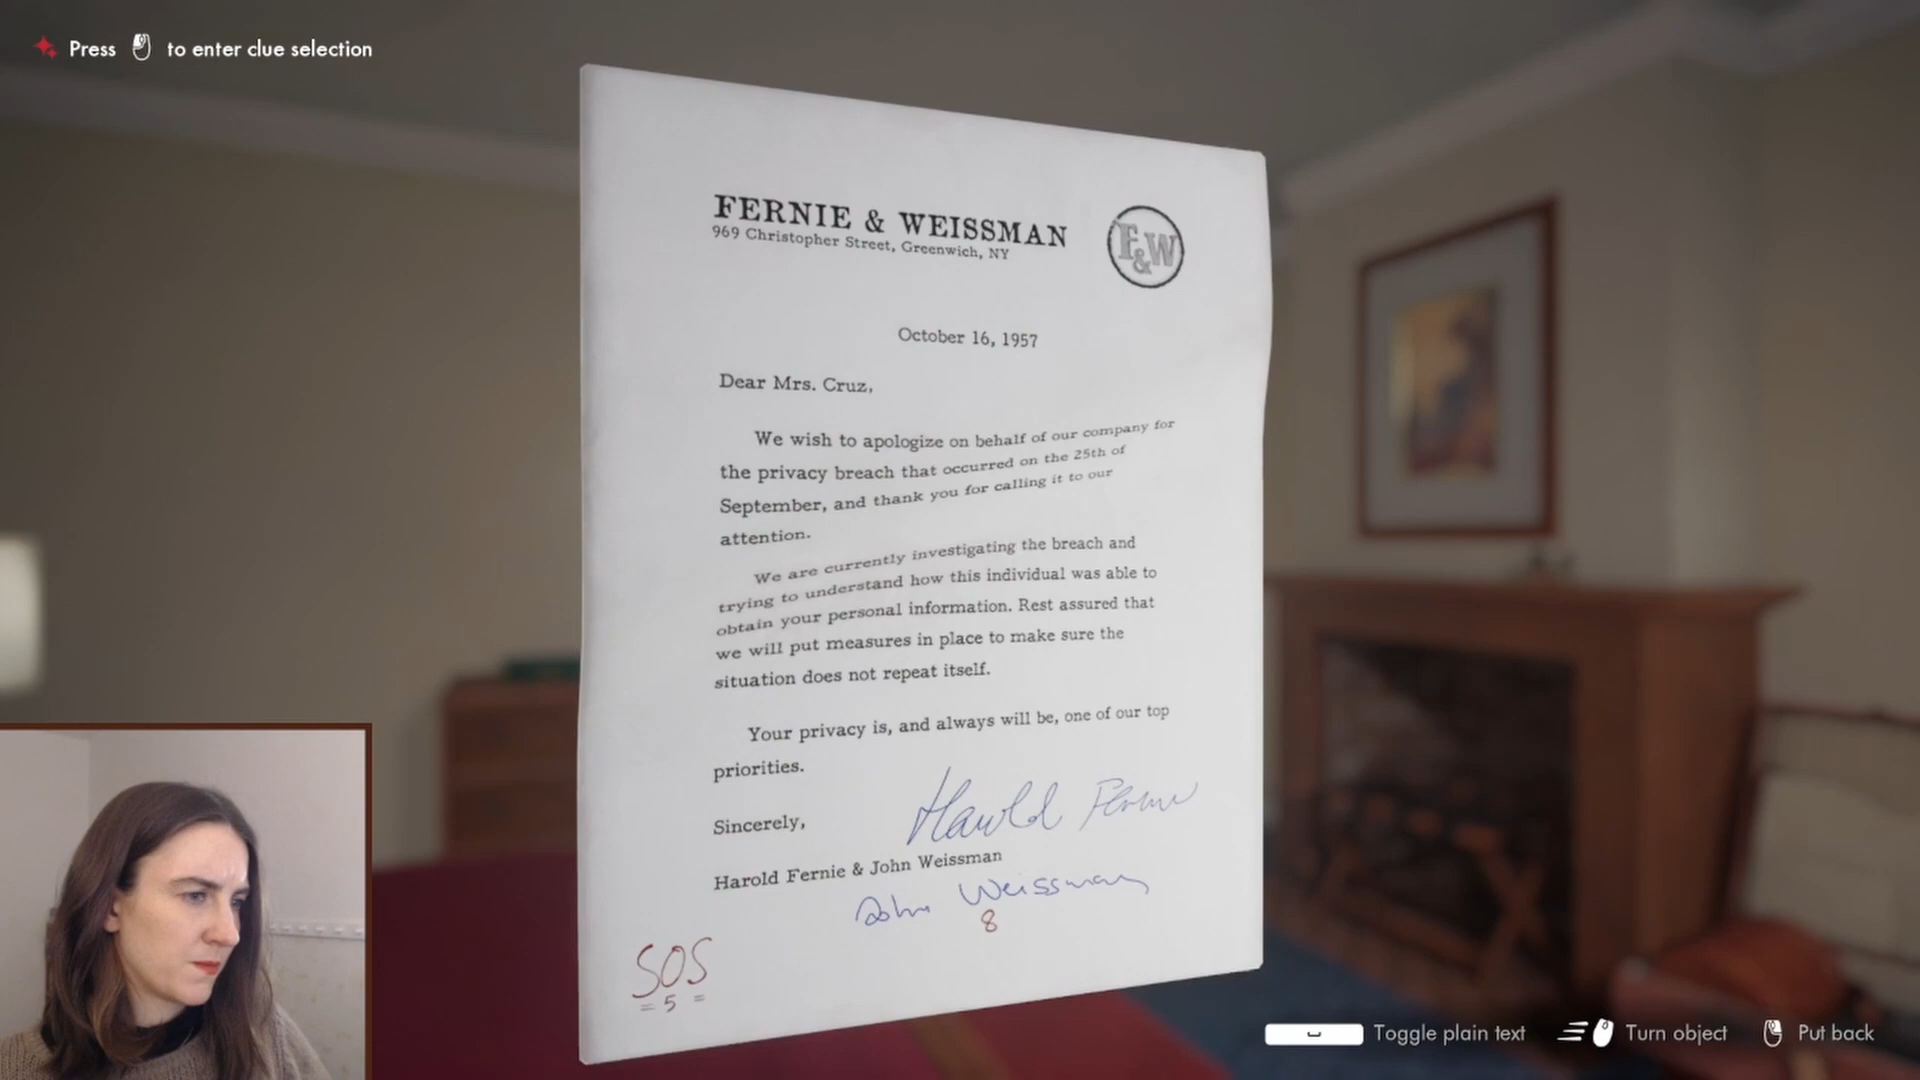 Press to enter clue selection
FERNIE & WEISSMAN
969 Christopher Street, Greenwich, NY
F&W
October 16, 1957
Dear Mrs. Cruz,
We wish to apologize on behalf of our company for
the privacy breach that occurred on the 25th of
September, and thank you for calling it to our
attention.
We are currently investigating the breach and
trying to understand how this individual was able to
obtain your personal information. Rest assured that
we will put measures in place to make sure the
situation does not repeat itself.
Your privacy is, and always will be, one of our top
priorities.
Sincerely,
Harold Fernie
Harold Fernie & John Weissman
John Weissman
8
SOS
= 5 =
Toggle plain text
Turn object
Put back